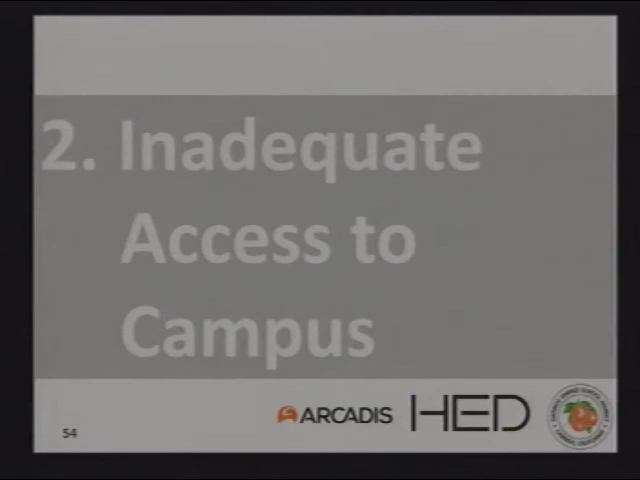 2. Inadequate
Access to
Campus
ARCADIS HED
54